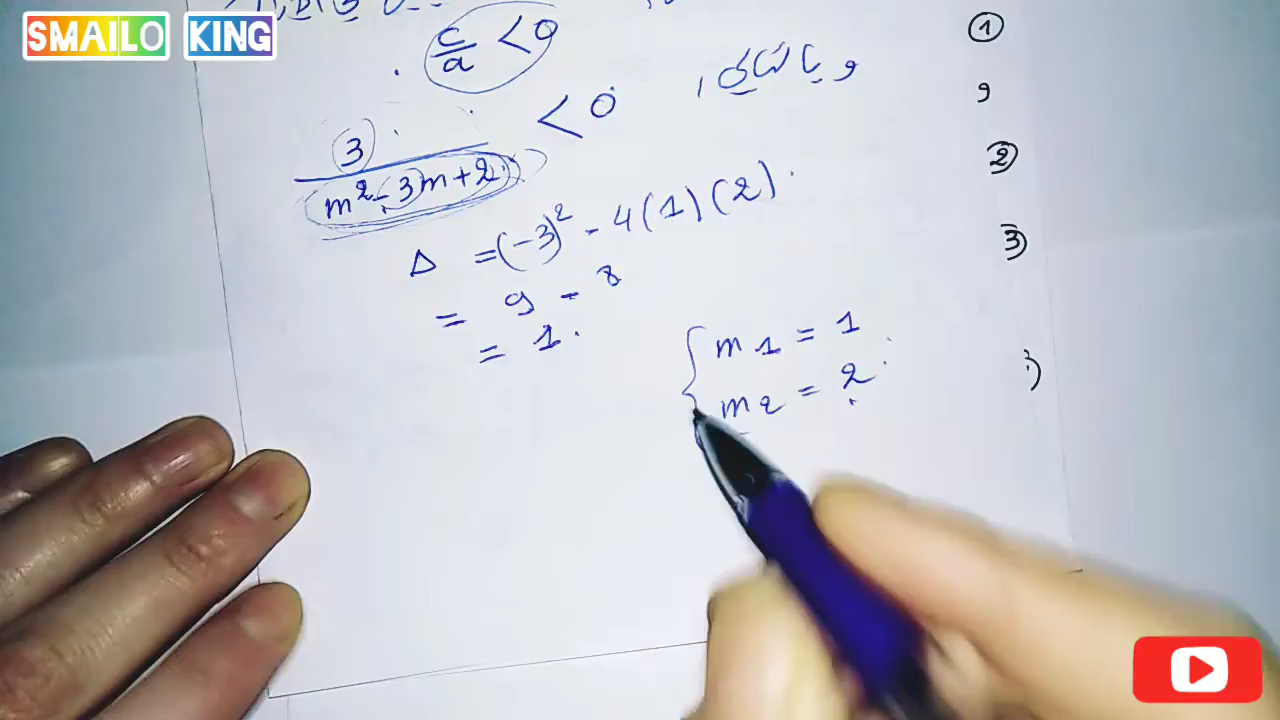 SMAILO KING
c/a < 0
و بالتالي,
3/(m² - 3m + 2) < 0
Δ = (-3)² - 4(1)(2)
= 9 - 8
= 1.
{ m1 = 1
m2 = 2
①
و
②